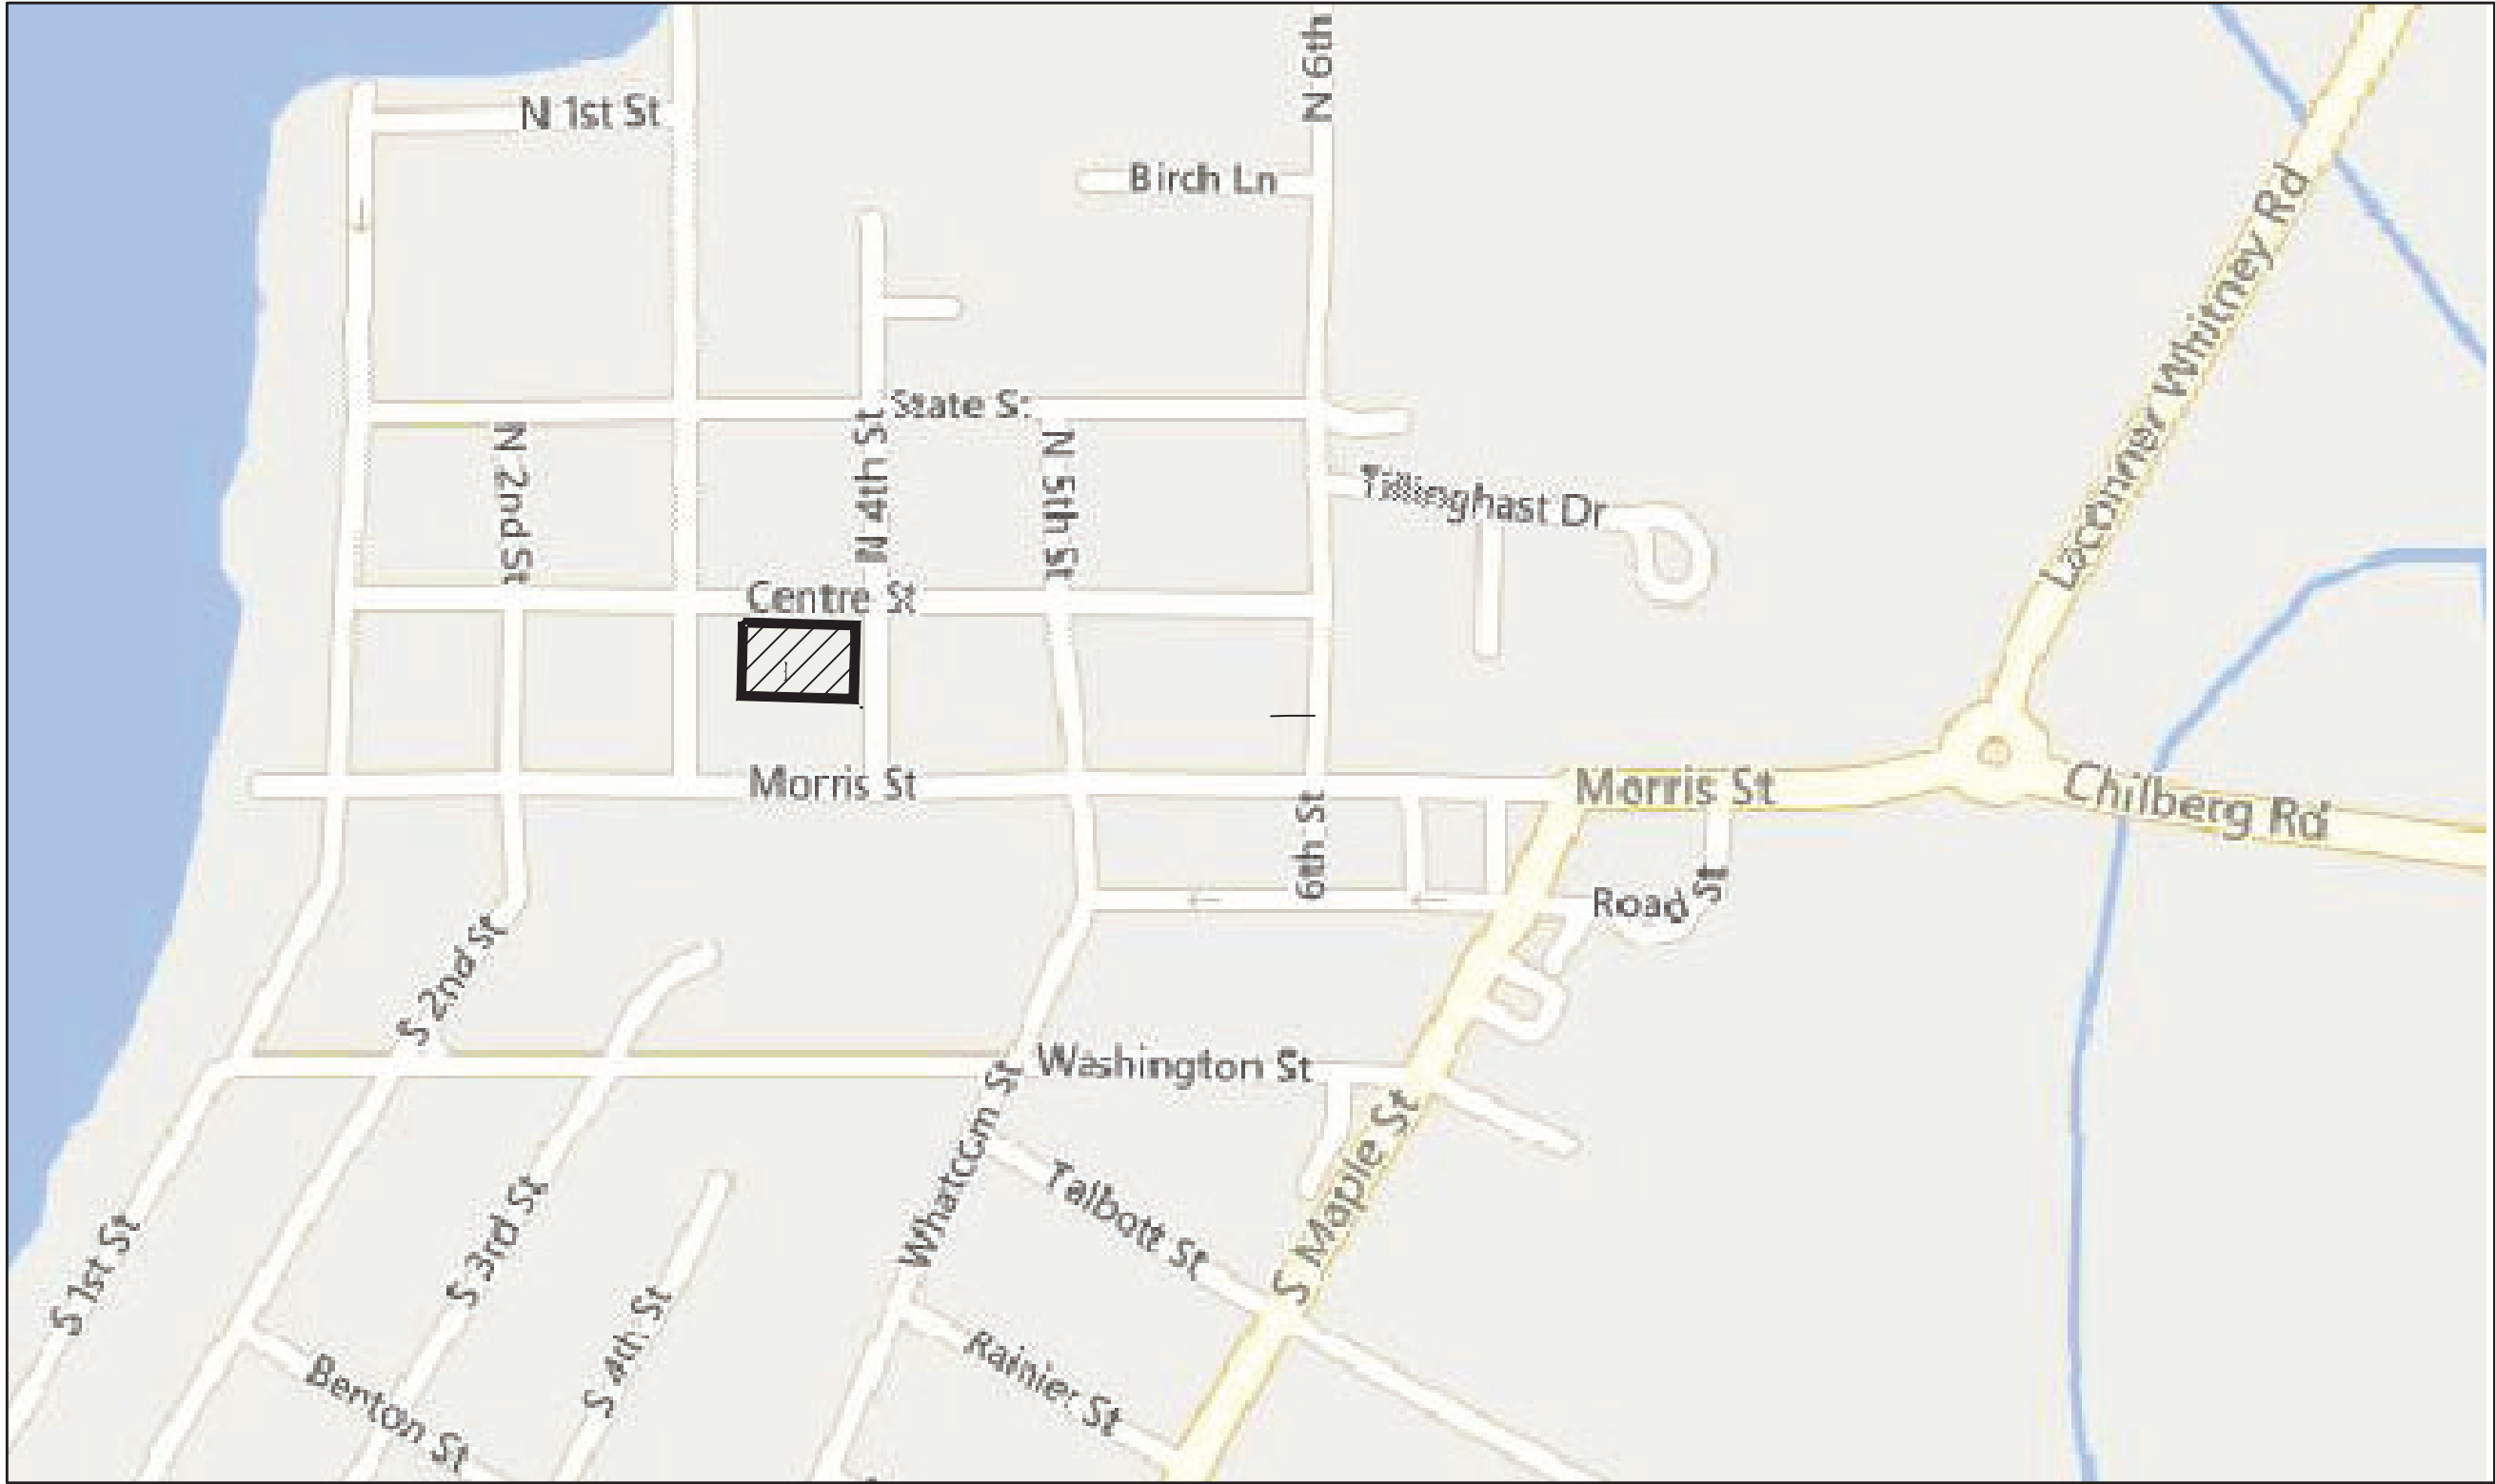 N 6th
N 1st St
Birch Ln
Laconner Whitney Rd
State St
N 2nd St
N 4th St
N 5th St
Tillinghast Dr
Centre St
Morris St
Morris St
Chilberg Rd
6th St
Road St
S 2nd St
Washington St
Whatcom St
S Maple St
Talbott St
S 1st St
S 3rd St
S 4th St
Rainier St
Benton St